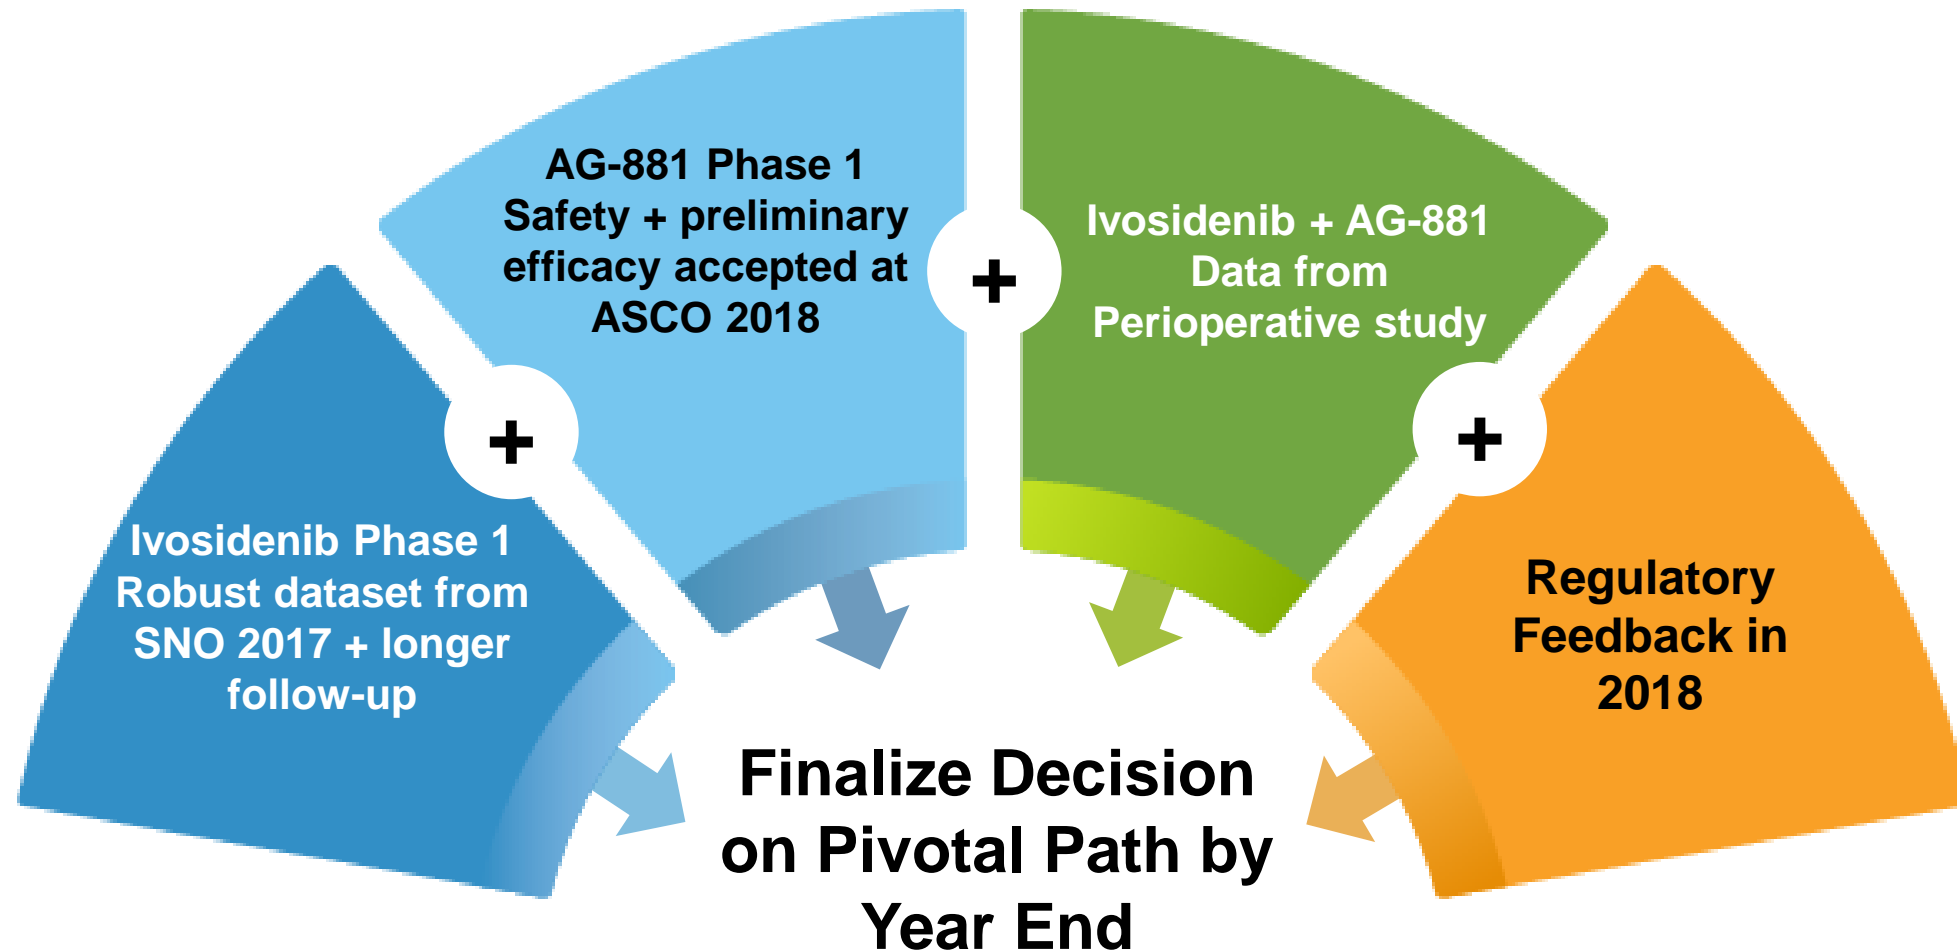 Ivosidenib Phase 1
Robust dataset from
SNO 2017 + longer
follow-up
+
AG-881 Phase 1
Safety + preliminary
efficacy accepted at
ASCO 2018
+
Ivosidenib + AG-881
Data from
Perioperative study
+
Regulatory
Feedback in
2018
Finalize Decision
on Pivotal Path by
Year End